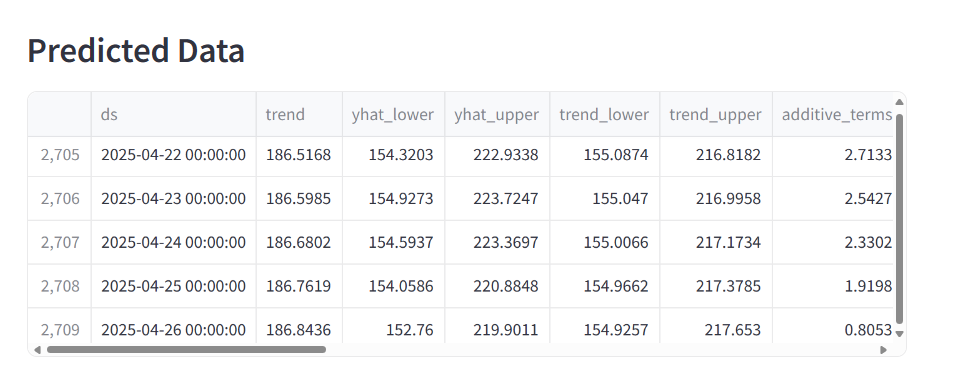 Predicted Data
ds trend yhat_lower yhat_upper trend_lower trend_upper additive_terms
2,705 2025-04-22 00:00:00 186.5168 154.3203 222.9338 155.0874 216.8182 2.7133
2,706 2025-04-23 00:00:00 186.5985 154.9273 223.7247 155.047 216.9958 2.5427
2,707 2025-04-24 00:00:00 186.6802 154.5937 223.3697 155.0066 217.1734 2.3302
2,708 2025-04-25 00:00:00 186.7619 154.0586 220.8848 154.9662 217.3785 1.9198
2,709 2025-04-26 00:00:00 186.8436 152.76 219.9011 154.9257 217.653 0.8053